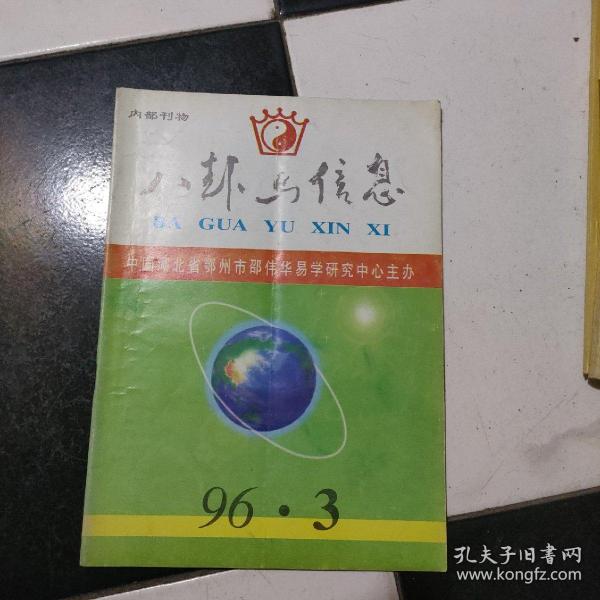 内部刊物
八卦与信息
BA GUA YU XIN XI
中国湖北省鄂州市邵伟华易学研究中心主办
96·3
孔夫子旧书网
www.kongfz.com